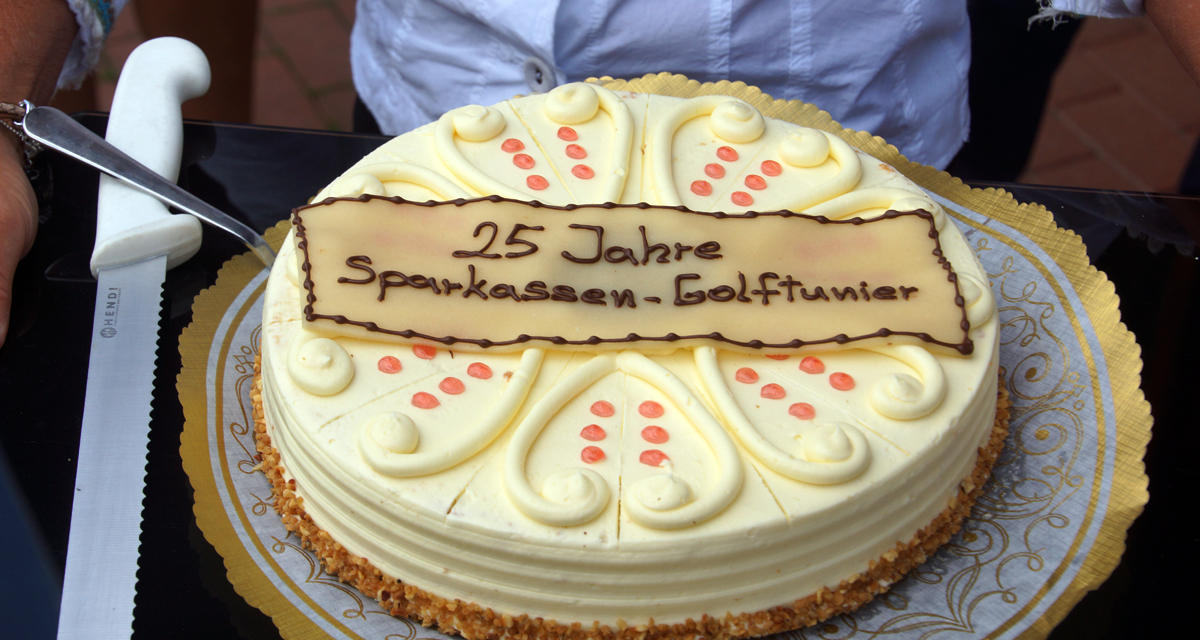 25 Jahre
Sparkassen-Golftunier
HENDI